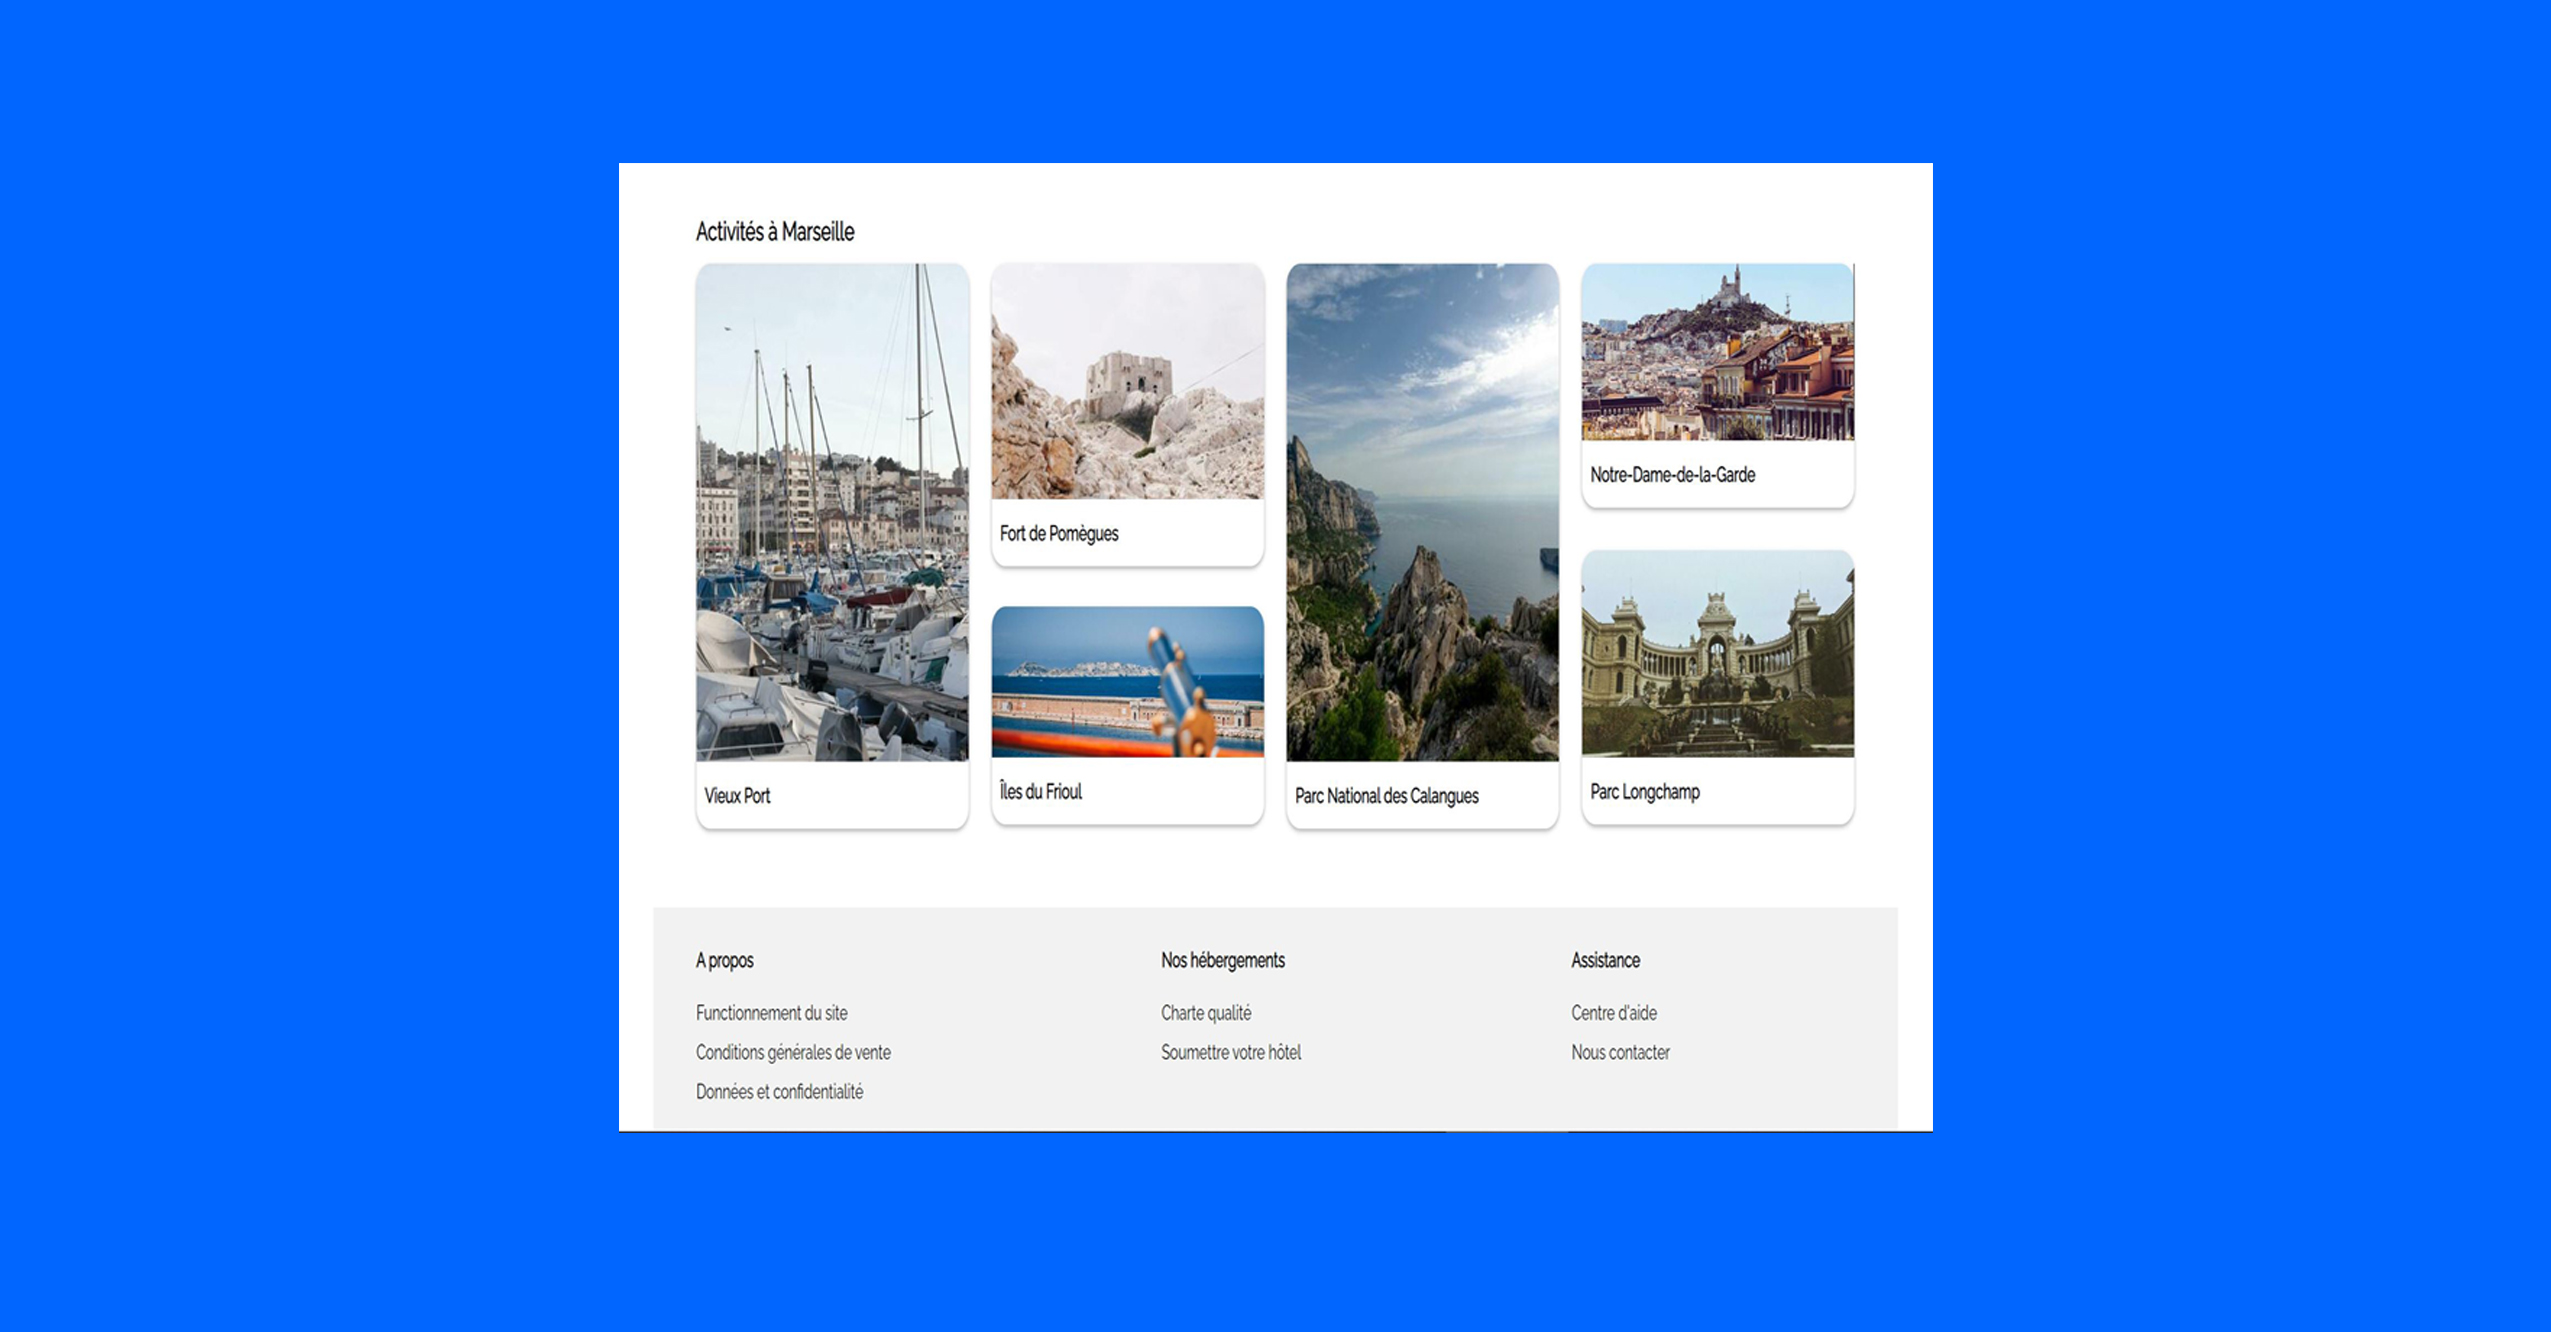 Activités à Marseille
Vieux Port
Fort de Pomègues
Îles du Frioul
Parc National des Calangues
Notre-Dame-de-la-Garde
Parc Longchamp
A propos
Functionnement du site
Conditions générales de vente
Données et confidentialité
Nos hébergements
Charte qualité
Soumettre votre hôtel
Assistance
Centre d'aide
Nous contacter